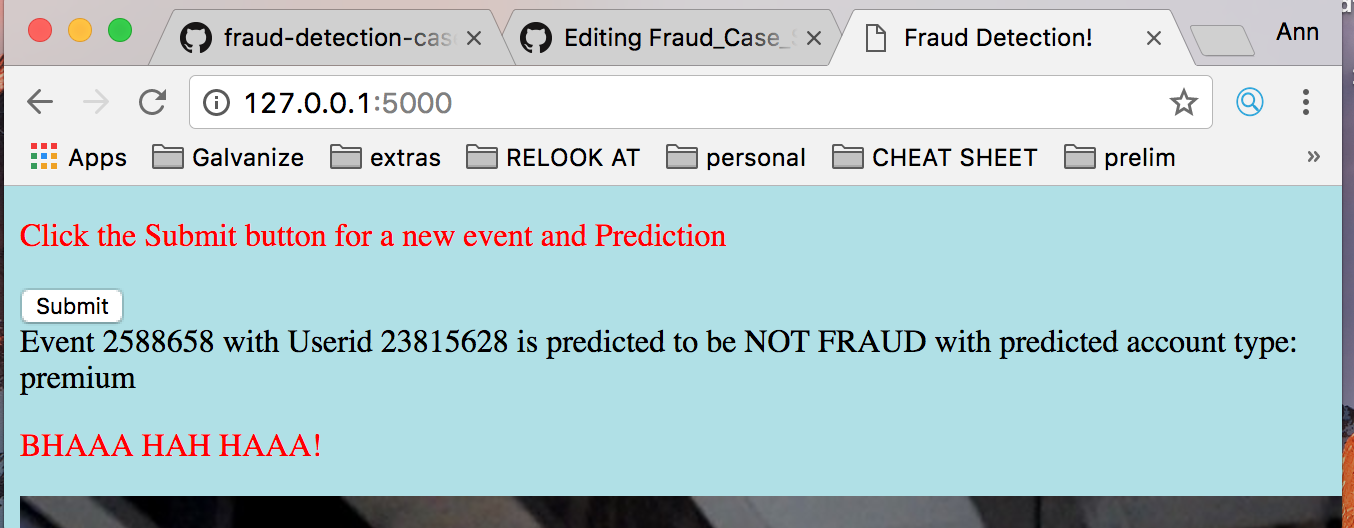 fraud-detection-cas
Editing Fraud_Case_
Fraud Detection!
Ann
127.0.0.1:5000
Apps Galvanize extras RELOOK AT personal CHEAT SHEET prelim »
Click the Submit button for a new event and Prediction
Submit
Event 2588658 with Userid 23815628 is predicted to be NOT FRAUD with predicted account type:
premium
BHAAA HAH HAAA!